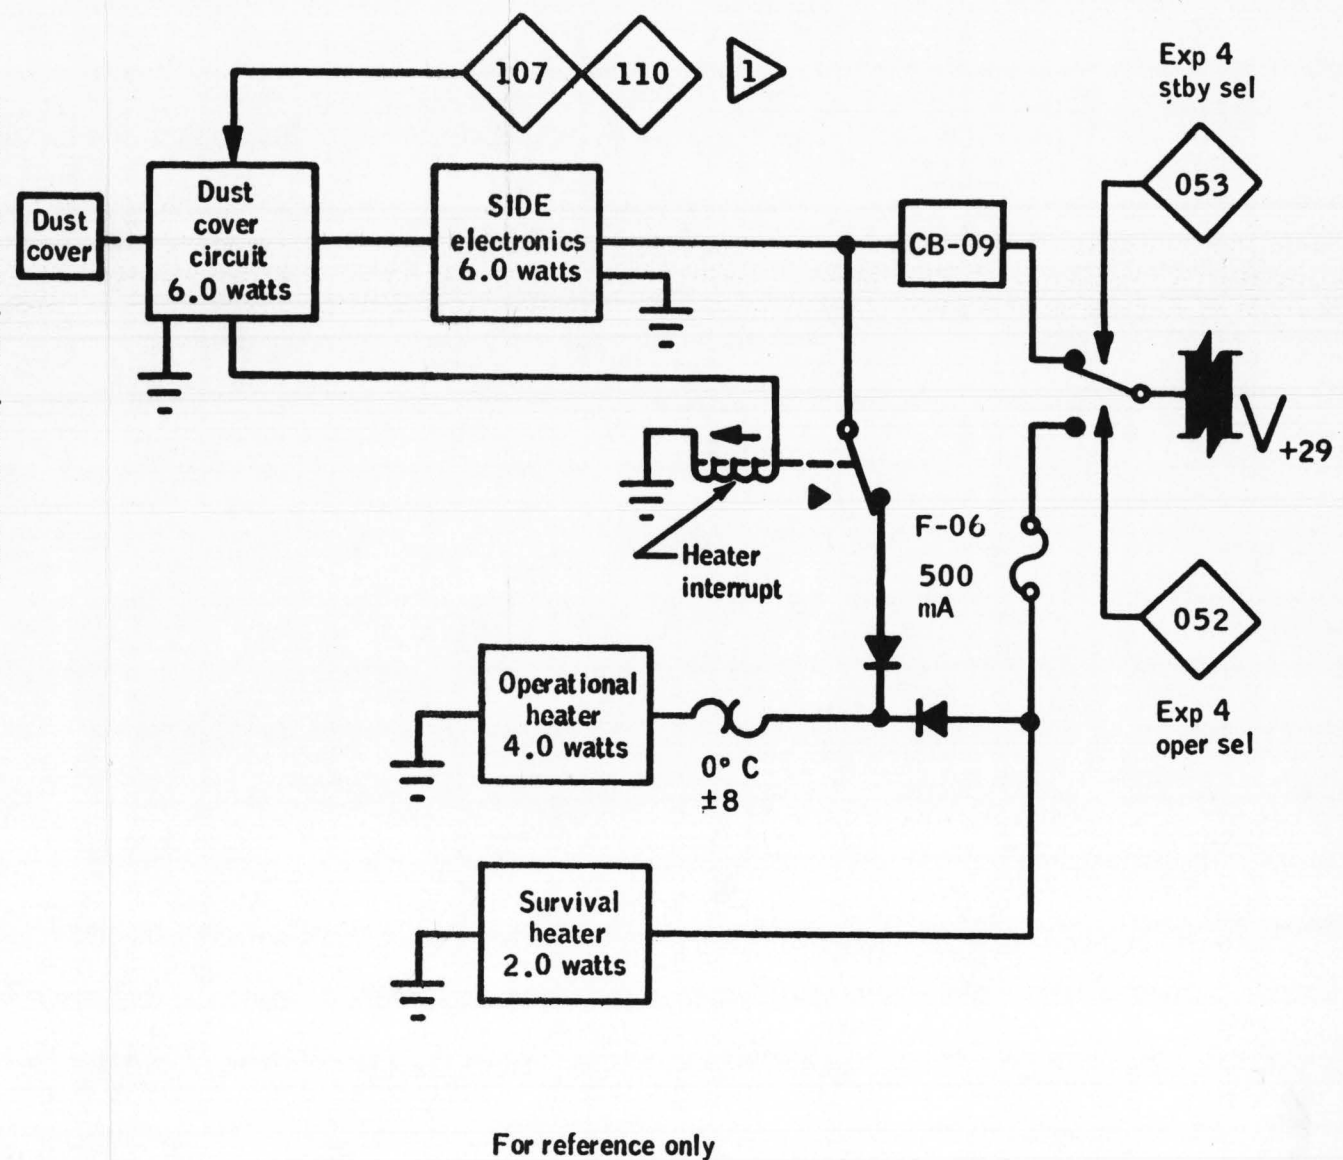 107
110
1
Exp 4
stby sel
053
Dust
cover
Dust
cover
circuit
6.0 watts
SIDE
electronics
6.0 watts
CB-09
V+29
Heater
interrupt
F-06
500
mA
052
Exp 4
oper sel
Operational
heater
4.0 watts
0° C
±8
Survival
heater
2.0 watts
For reference only